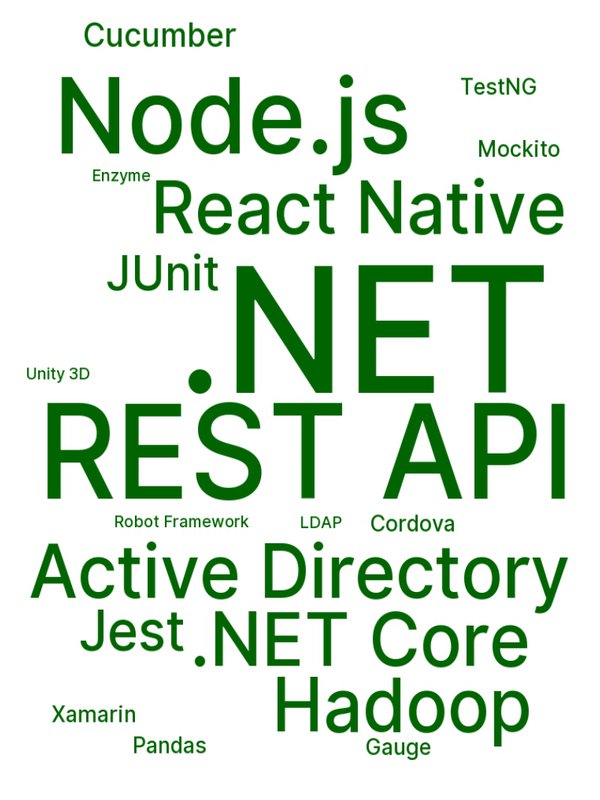 Cucumber
Node.js
TestNG
Mockito
Enzyme
React Native
JUnit
.NET
Unity 3D
REST API
Robot Framework
LDAP
Cordova
Active Directory
Jest
.NET Core
Hadoop
Xamarin
Pandas
Gauge